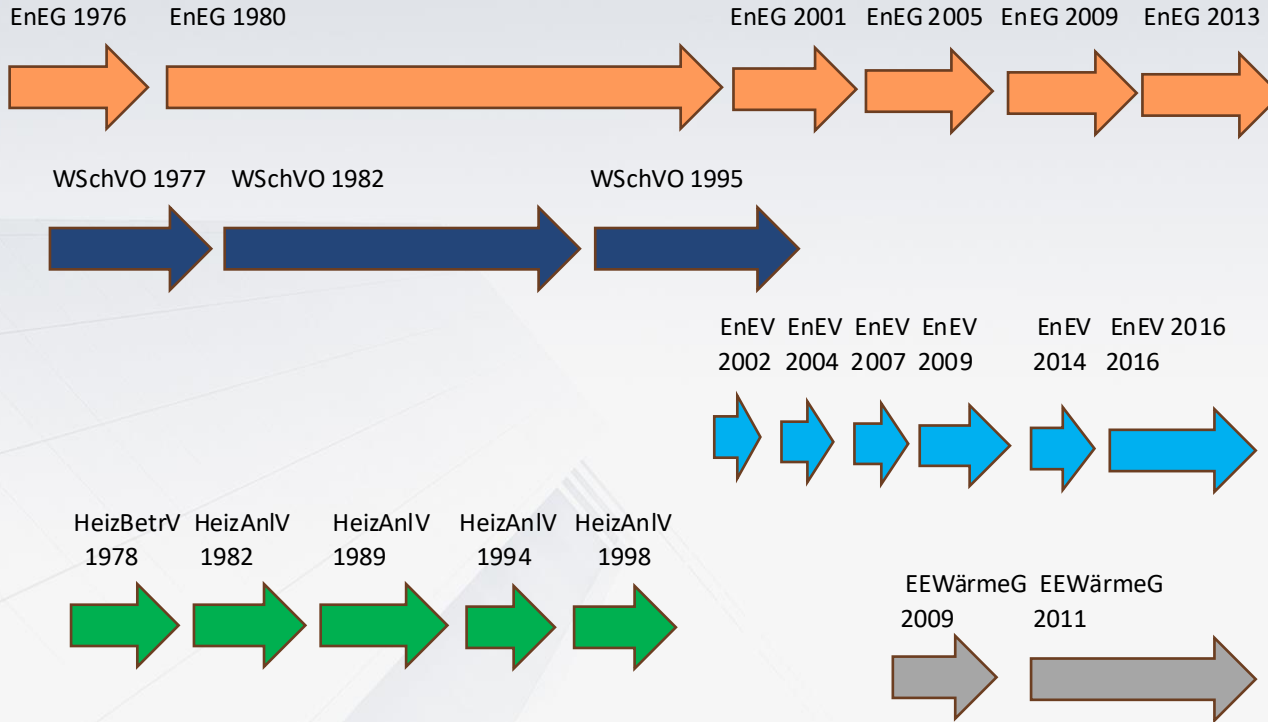 EnEG 1976 EnEG 1980 EnEG 2001 EnEG 2005 EnEG 2009 EnEG 2013
WSchVO 1977 WSchVO 1982 WSchVO 1995
EnEV EnEV EnEV EnEV EnEV EnEV 2016
2002 2004 2007 2009 2014 2016
HeizBetrV HeizAnlV HeizAnlV HeizAnlV HeizAnlV
1978 1982 1989 1994 1998
EEWärmeG EEWärmeG
2009 2011